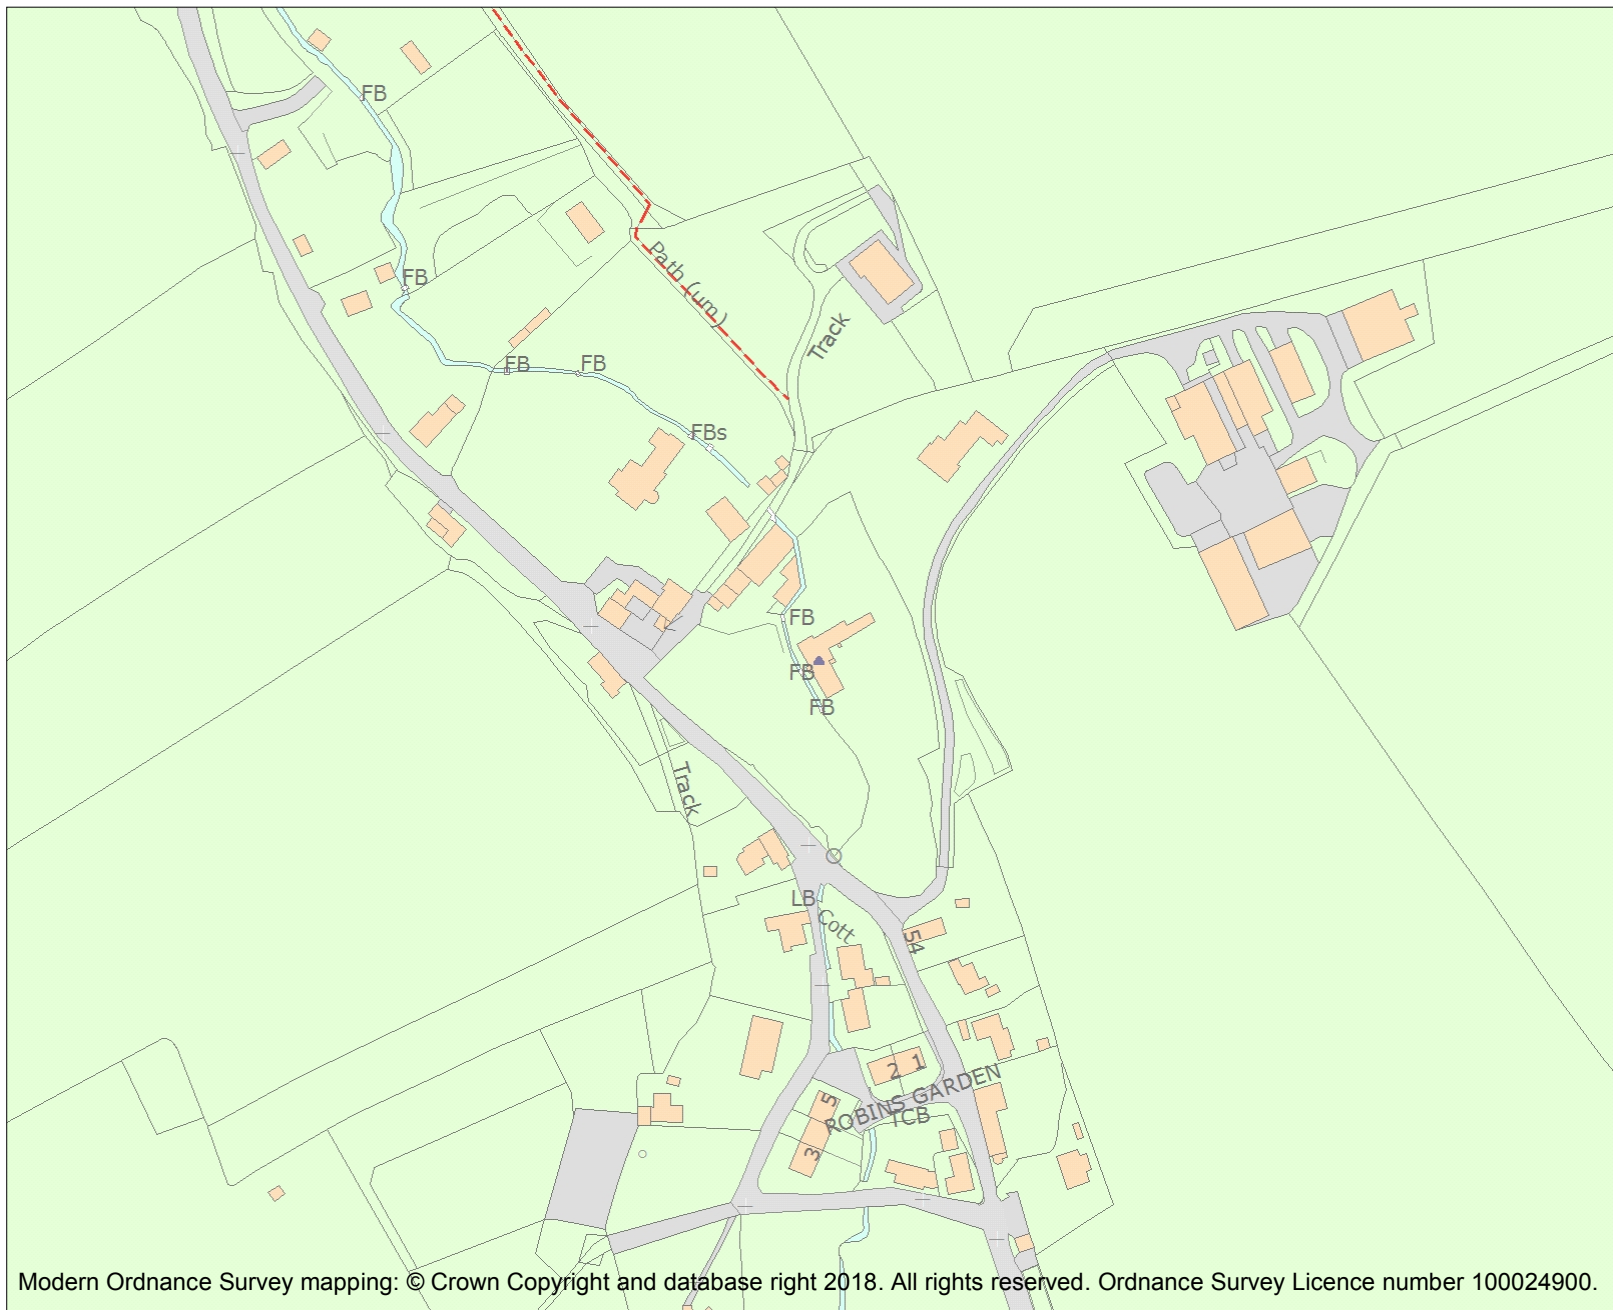 FB
Path (um)
FB
Track
FB
FB
FBs
FB
FB
FB
Track
LB
Cott
54
2
1
5
ROBINS GARDEN
TCB
3
Modern Ordnance Survey mapping: © Crown Copyright and database right 2018. All rights reserved. Ordnance Survey Licence number 100024900.